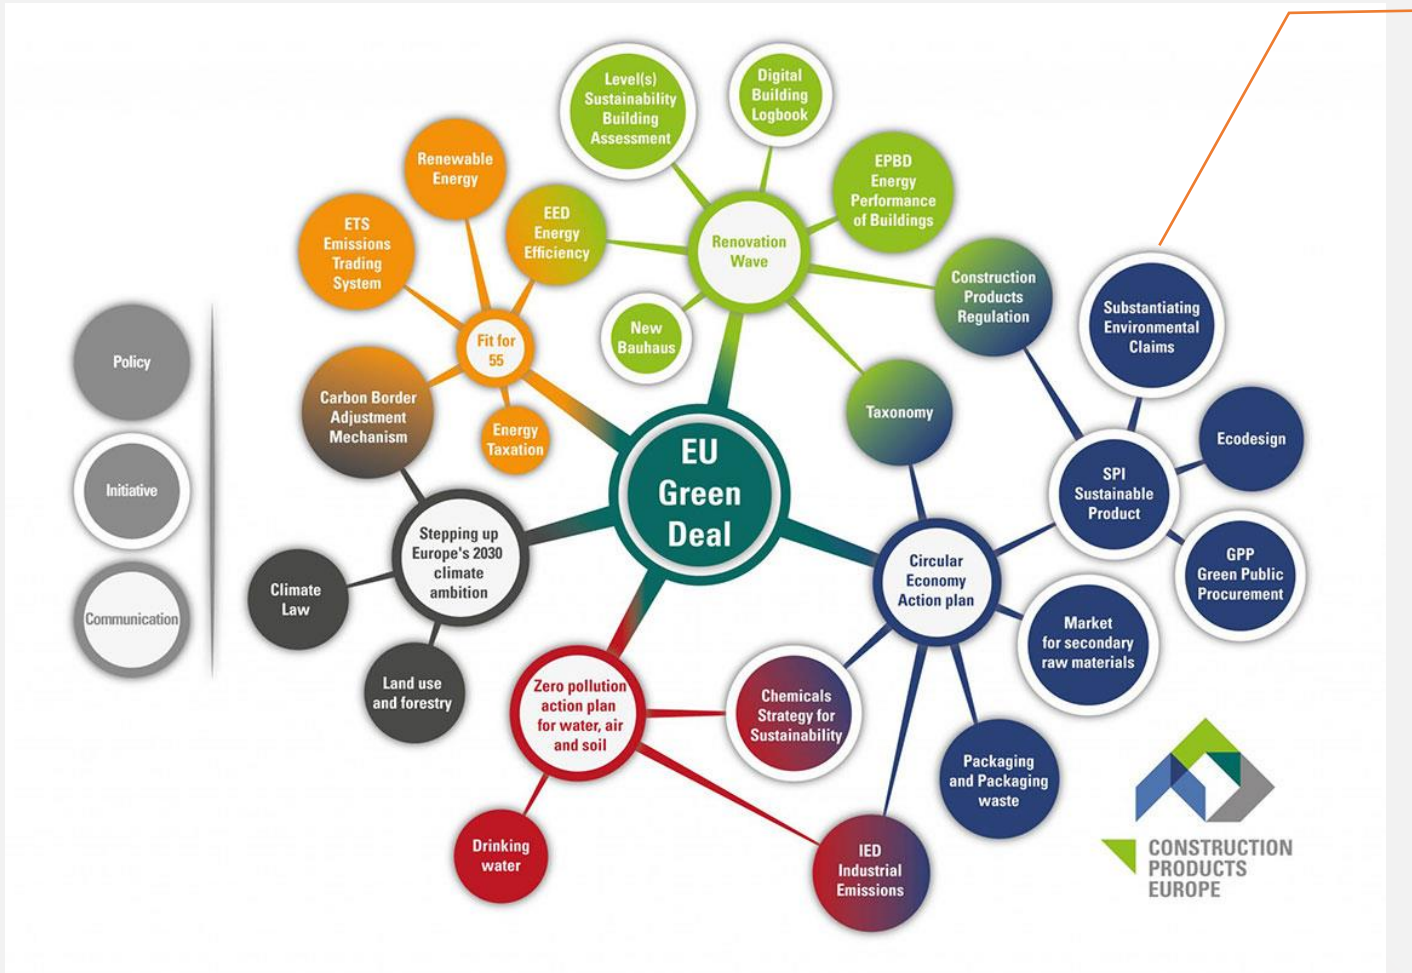 Level(s)
Sustainability
Building
Assessment
Digital
Building
Logbook
Renewable
Energy
EPBD
Energy
Performance
of Buildings
ETS
Emissions
Trading
System
EED
Energy
Efficiency
Renovation
Wave
Construction
Products
Regulation
Substantiating
Environmental
Claims
New
Bauhaus
Fit for
55
Policy
Carbon Border
Adjustment
Mechanism
Energy
Taxation
Taxonomy
Ecodesign
EU
Green
Deal
Initiative
SPI
Sustainable
Product
Stepping up
Europe's 2030
climate
ambition
Circular
Economy
Action plan
GPP
Green Public
Procurement
Climate
Law
Communication
Market
for secondary
raw materials
Land use
and forestry
Zero pollution
action plan
for water, air
and soil
Chemicals
Strategy for
Sustainability
Packaging
and Packaging
waste
Drinking
water
IED
Industrial
Emissions
CONSTRUCTION
PRODUCTS
EUROPE